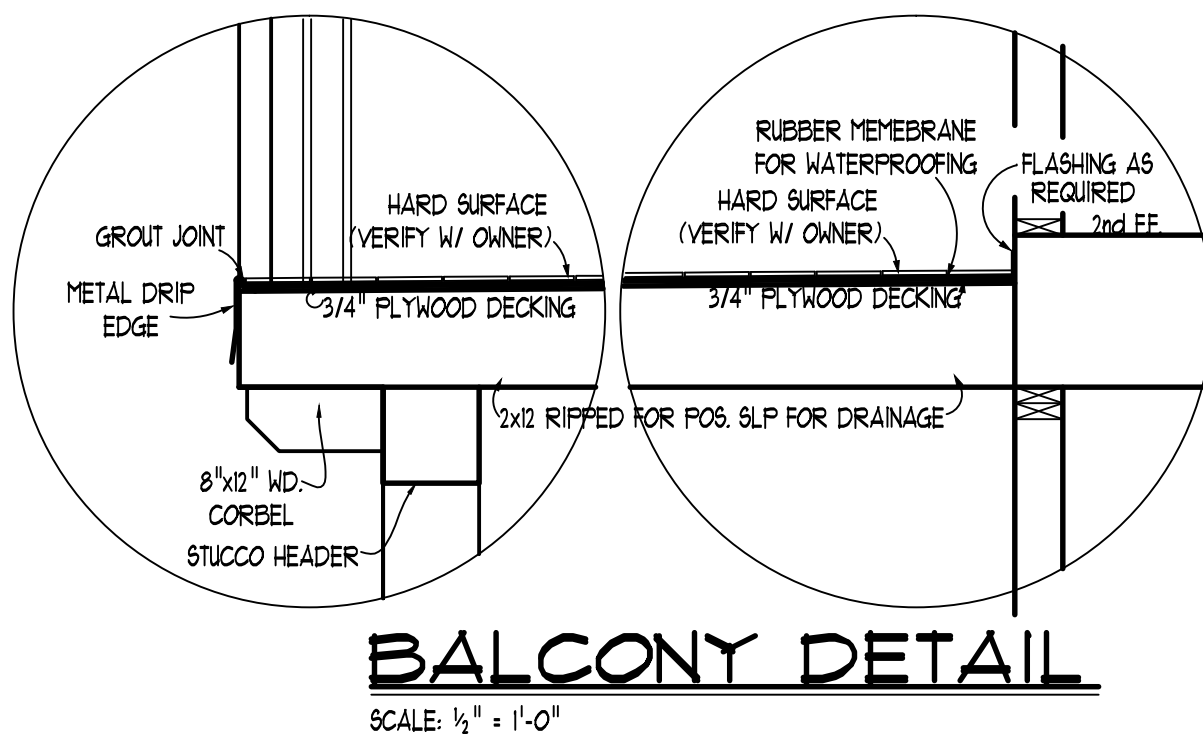 HARD SURFACE
(VERIFY W/ OWNER)
GROUT JOINT
METAL DRIP
EDGE
3/4" PLYWOOD DECKING
RUBBER MEMEBRANE
FOR WATERPROOFING
HARD SURFACE
(VERIFY W/ OWNER)
FLASHING AS
REQUIRED
2nd F.F.
3/4" PLYWOOD DECKING
2x12 RIPPED FOR POS. SLP FOR DRAINAGE
8"x12" WD.
CORBEL
STUCCO HEADER
BALCONY DETAIL
SCALE: ½" = 1'-0"